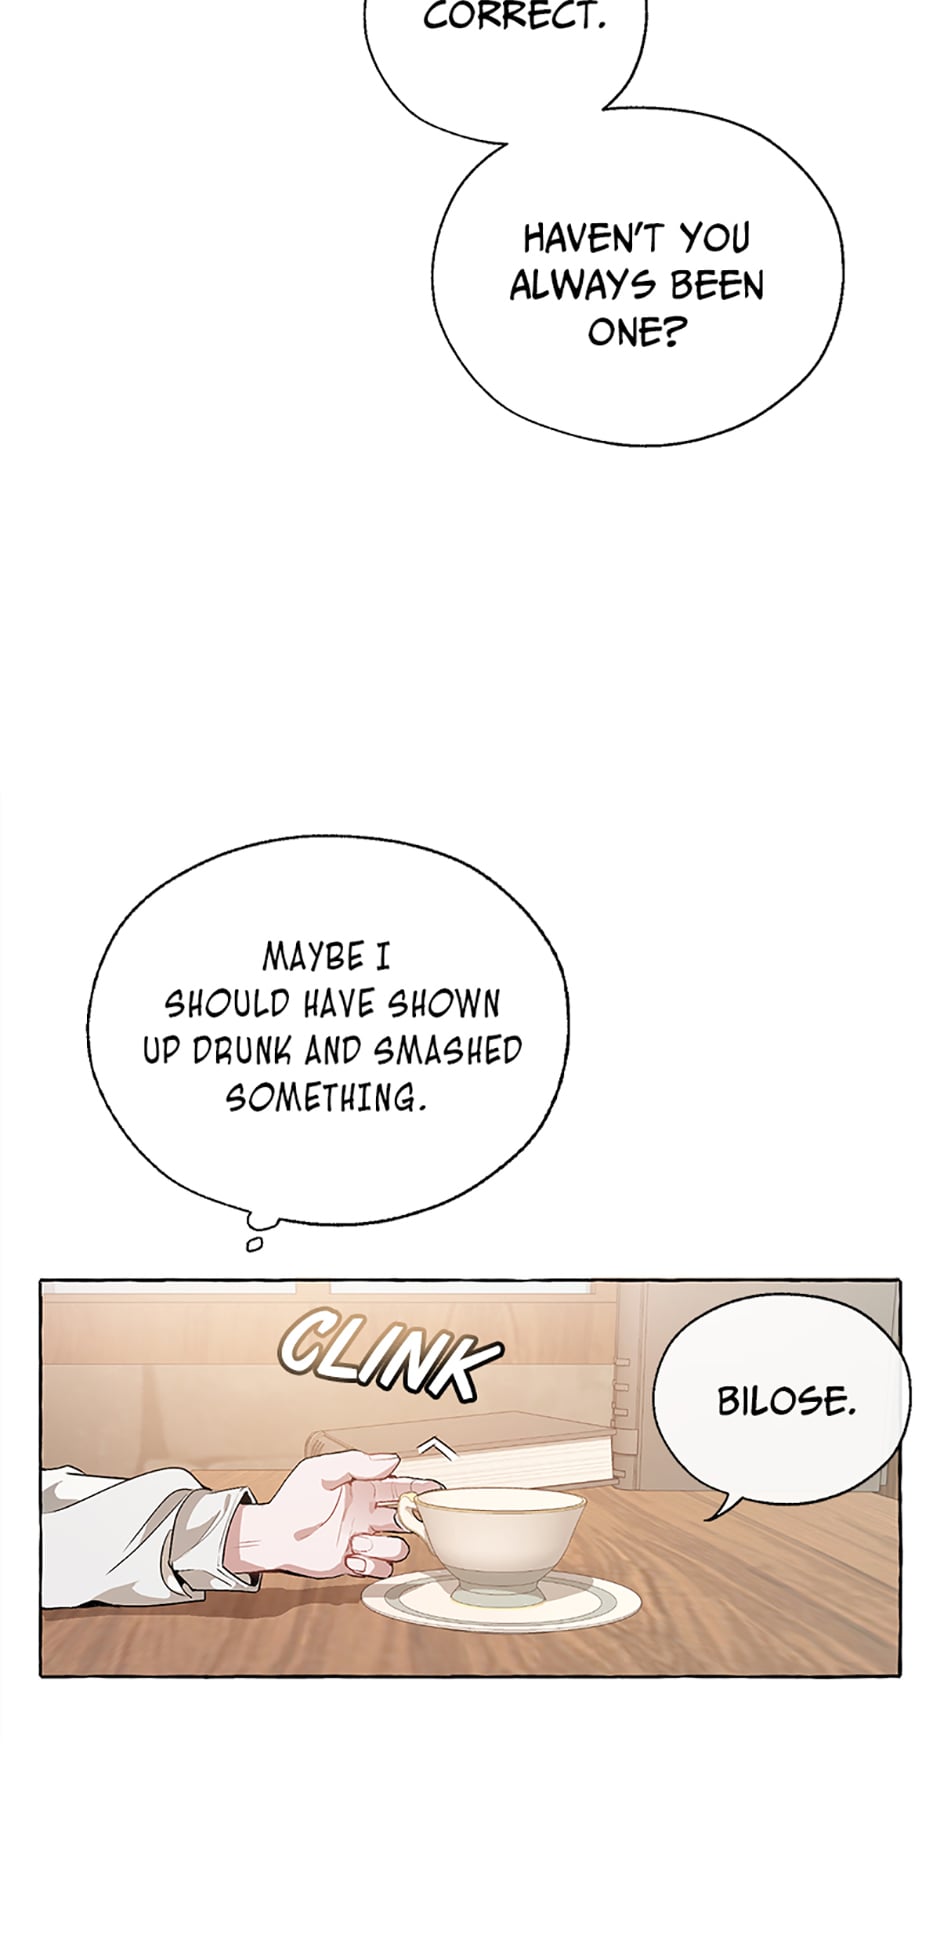 CORRECT.
HAVEN'T YOU
ALWAYS BEEN
ONE?
MAYBE I
SHOULD HAVE SHOWN
UP DRUNK AND SMASHED
SOMETHING.
CLINK
BILOSE.